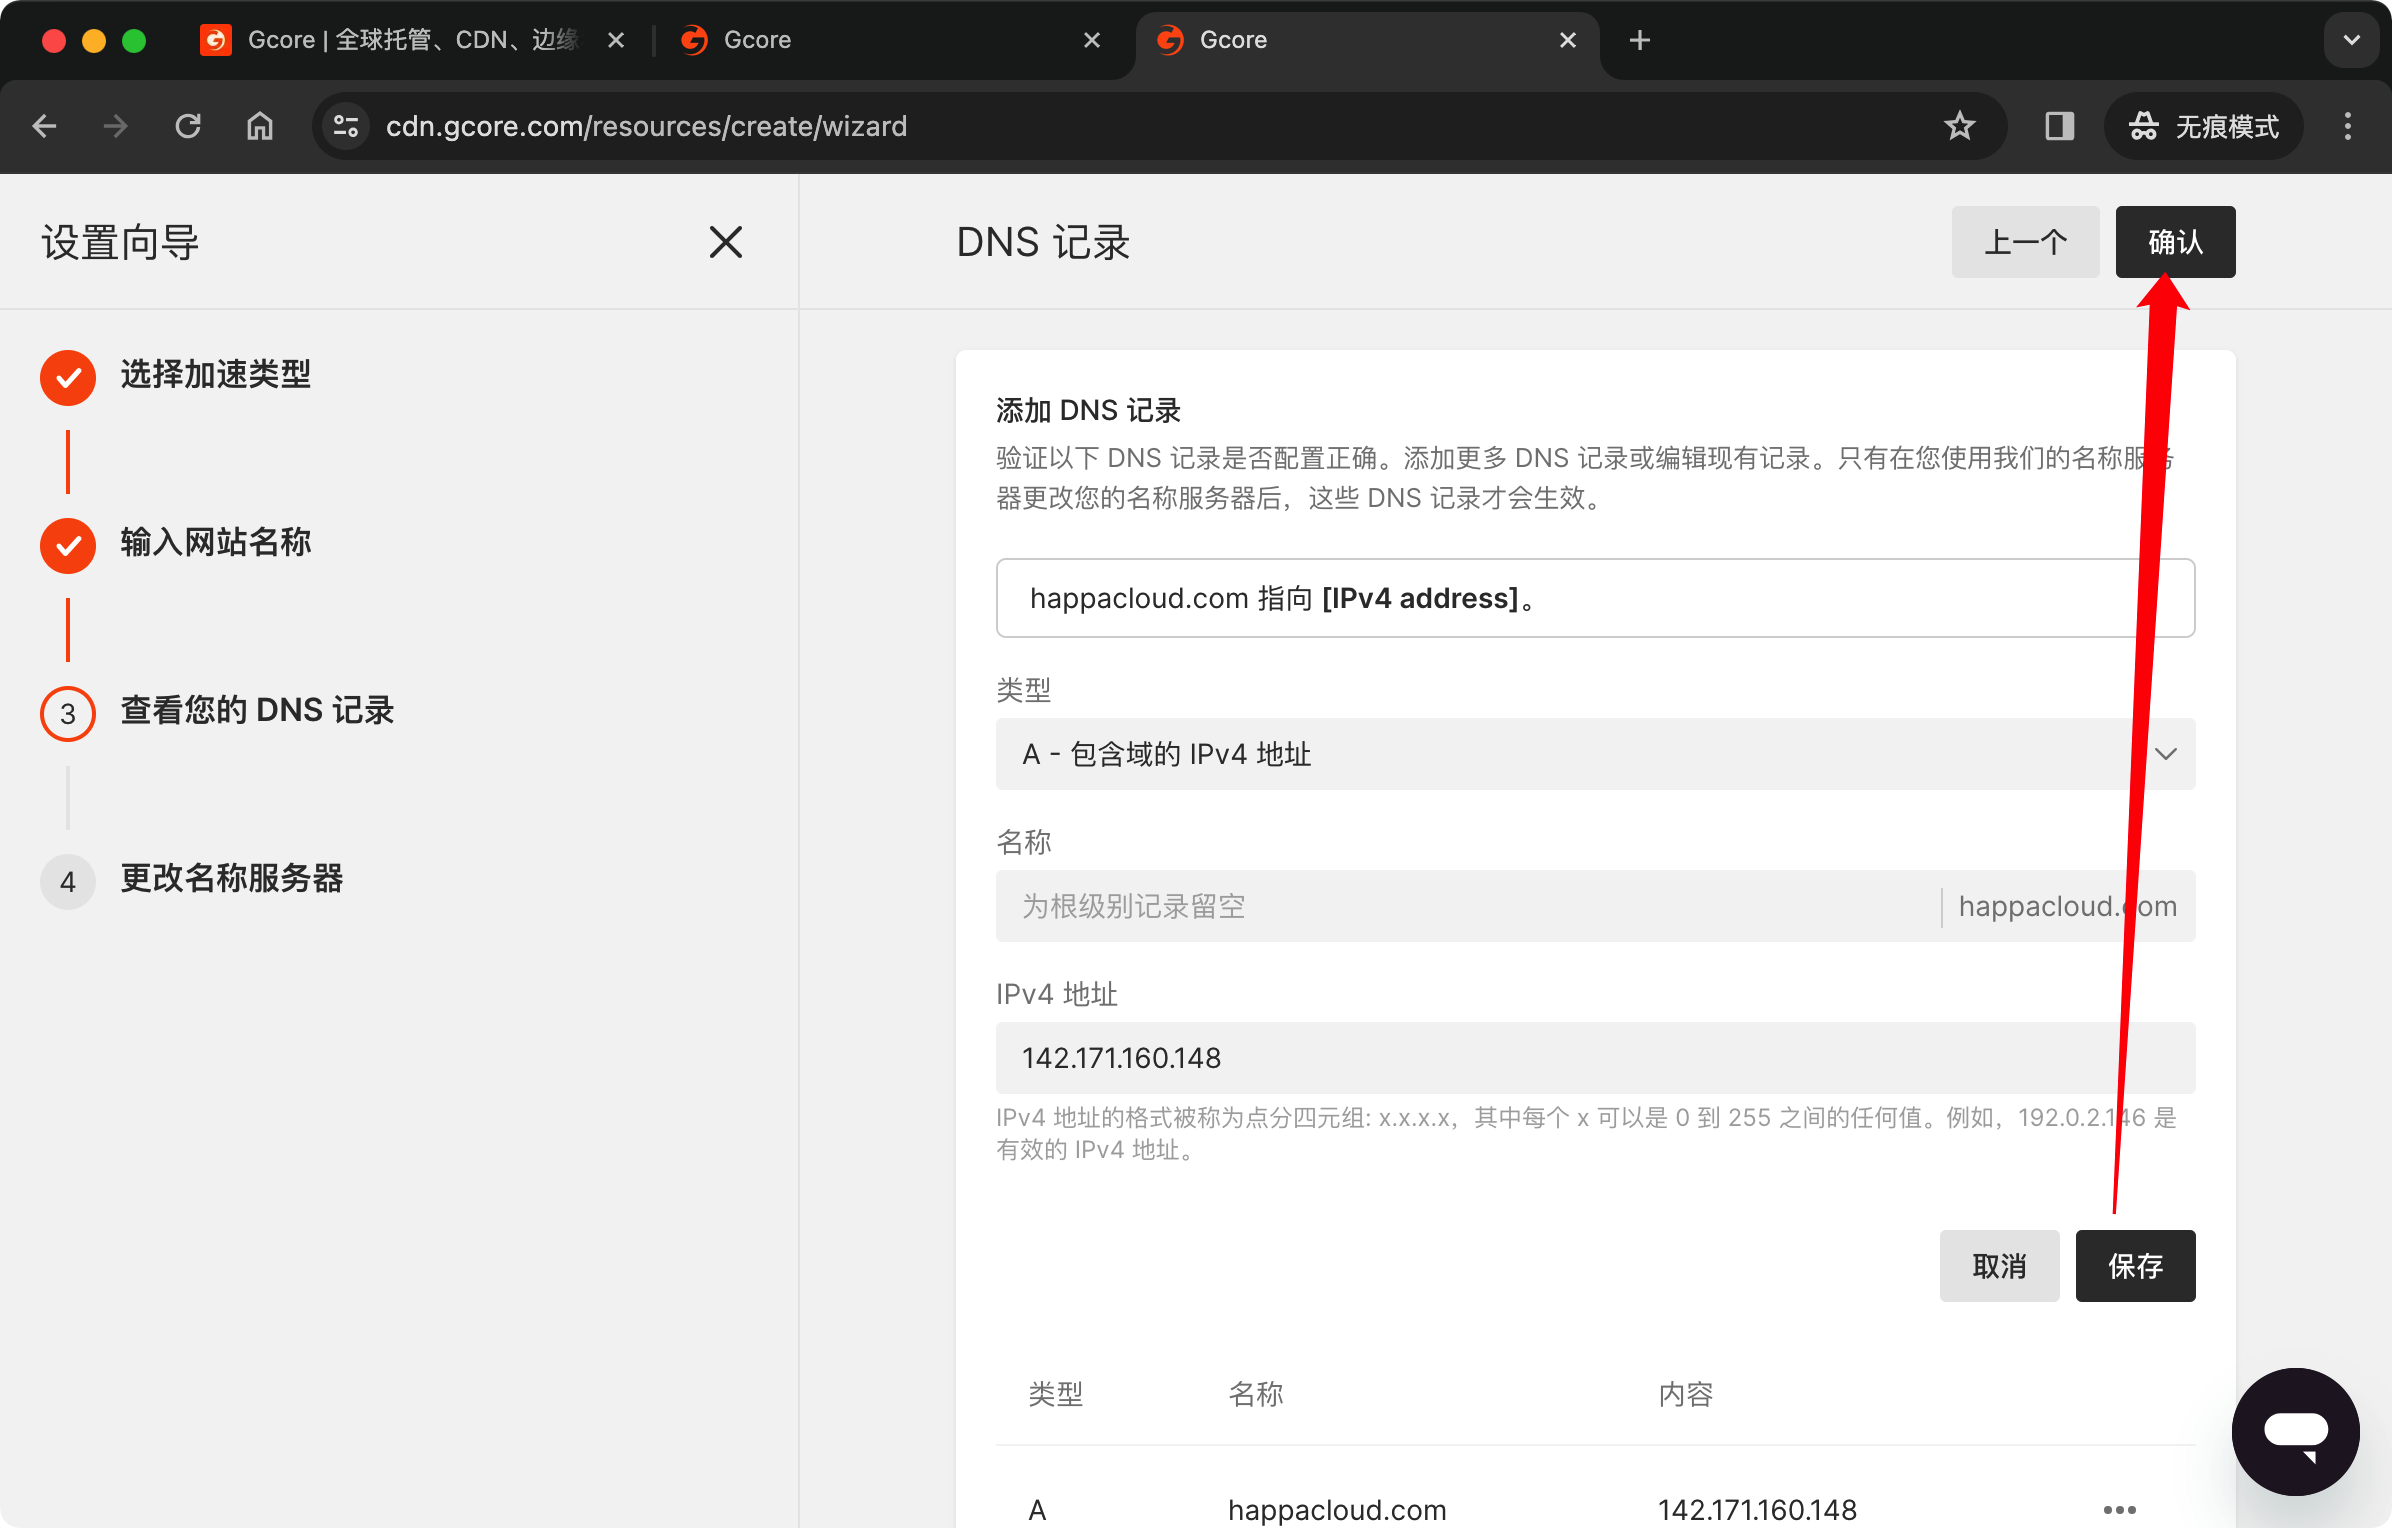 Gcore | 全球托管、CDN、边缘
Gcore
Gcore
cdn.gcore.com/resources/create/wizard
无痕模式
设置向导
DNS 记录
上一个
确认
选择加速类型
输入网站名称
3
查看您的 DNS 记录
4
更改名称服务器
添加 DNS 记录
验证以下 DNS 记录是否配置正确。添加更多 DNS 记录或编辑现有记录。只有在您使用我们的名称服务
器更改您的名称服务器后，这些 DNS 记录才会生效。
happacloud.com 指向 [IPv4 address]。
类型
A - 包含域的 IPv4 地址
名称
为根级别记录留空
happacloud.com
IPv4 地址
142.171.160.148
IPv4 地址的格式被称为点分四元组: x.x.x.x，其中每个 x 可以是 0 到 255 之间的任何值。例如，192.0.2.146 是
有效的 IPv4 地址。
取消
保存
类型
名称
内容
A
happacloud.com
142.171.160.148